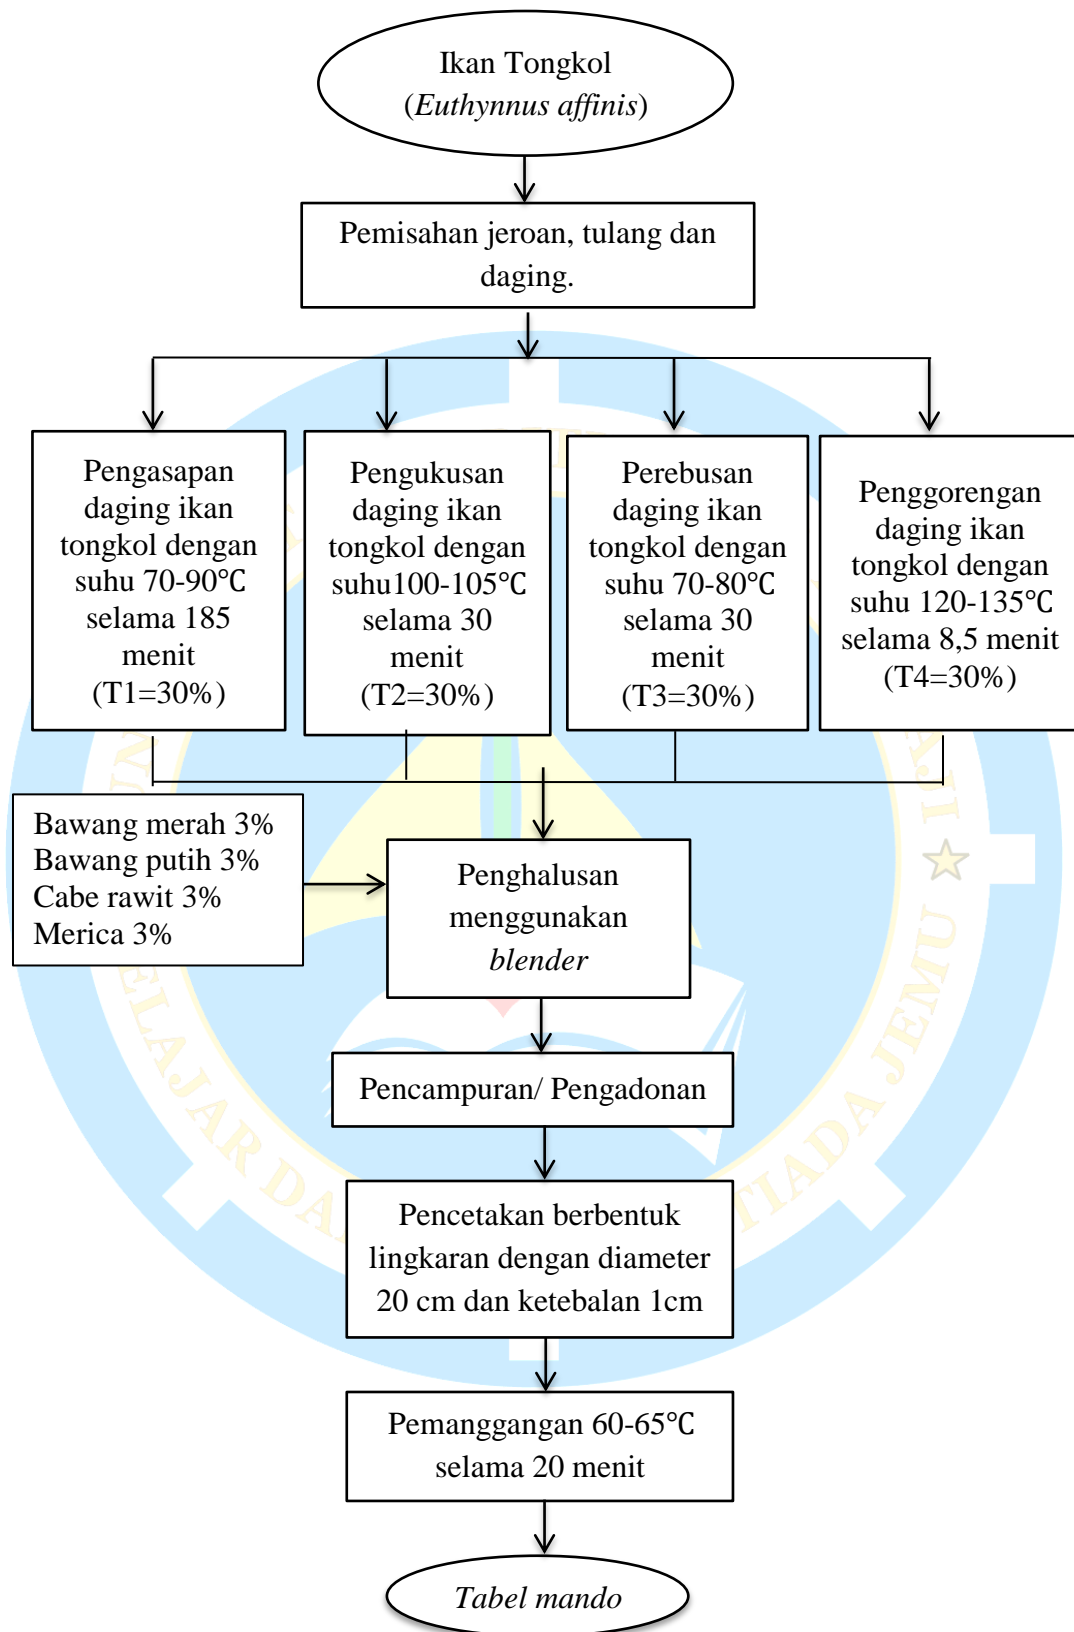 Ikan Tongkol
(Euthynnus affinis)
Pemisahan jeroan, tulang dan
daging.
Pengasapan
daging ikan
tongkol dengan
suhu 70-90℃
selama 185
menit
(T1=30%)
Pengukusan
daging ikan
tongkol dengan
suhu100-105℃
selama 30
menit
(T2=30%)
Perebusan
daging ikan
tongkol dengan
suhu 70-80℃
selama 30
menit
(T3=30%)
Penggorengan
daging ikan
tongkol dengan
suhu 120-135℃
selama 8,5 menit
(T4=30%)
Bawang merah 3%
Bawang putih 3%
Cabe rawit 3%
Merica 3%
Penghalusan
menggunakan
blender
Pencampuran/ Pengadonan
Pencetakan berbentuk
lingkaran dengan diameter
20 cm dan ketebalan 1cm
Pemanggangan 60-65℃
selama 20 menit
Tabel mando
TIADA JEMU